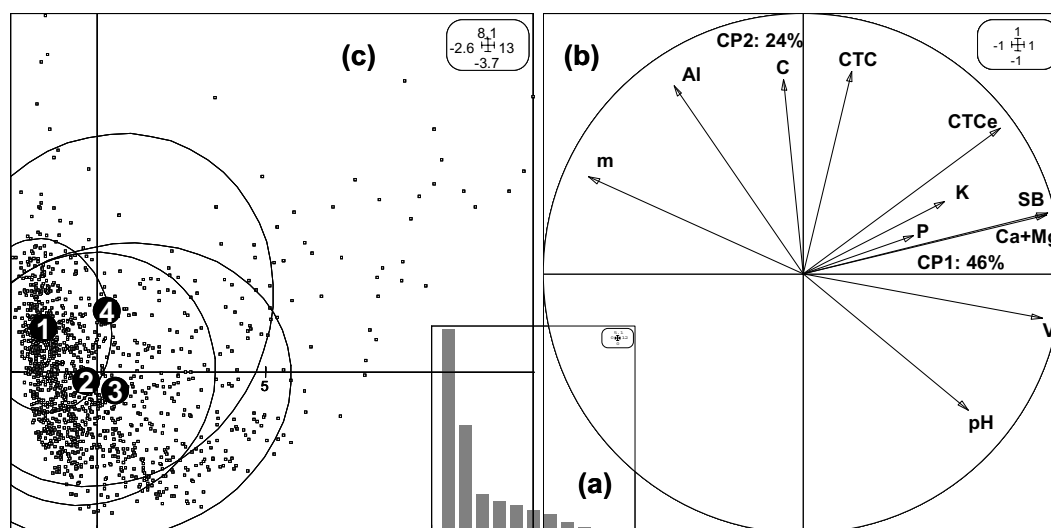 (c)
8.1
-2.6 13
-3.7
1
4
2
3
5
(a)
(b)
CP2: 24%
1
-1 1
-1
Al
C
CTC
CTCe
m
K
SB
P
Ca+Mg
CP1: 46%
V
pH